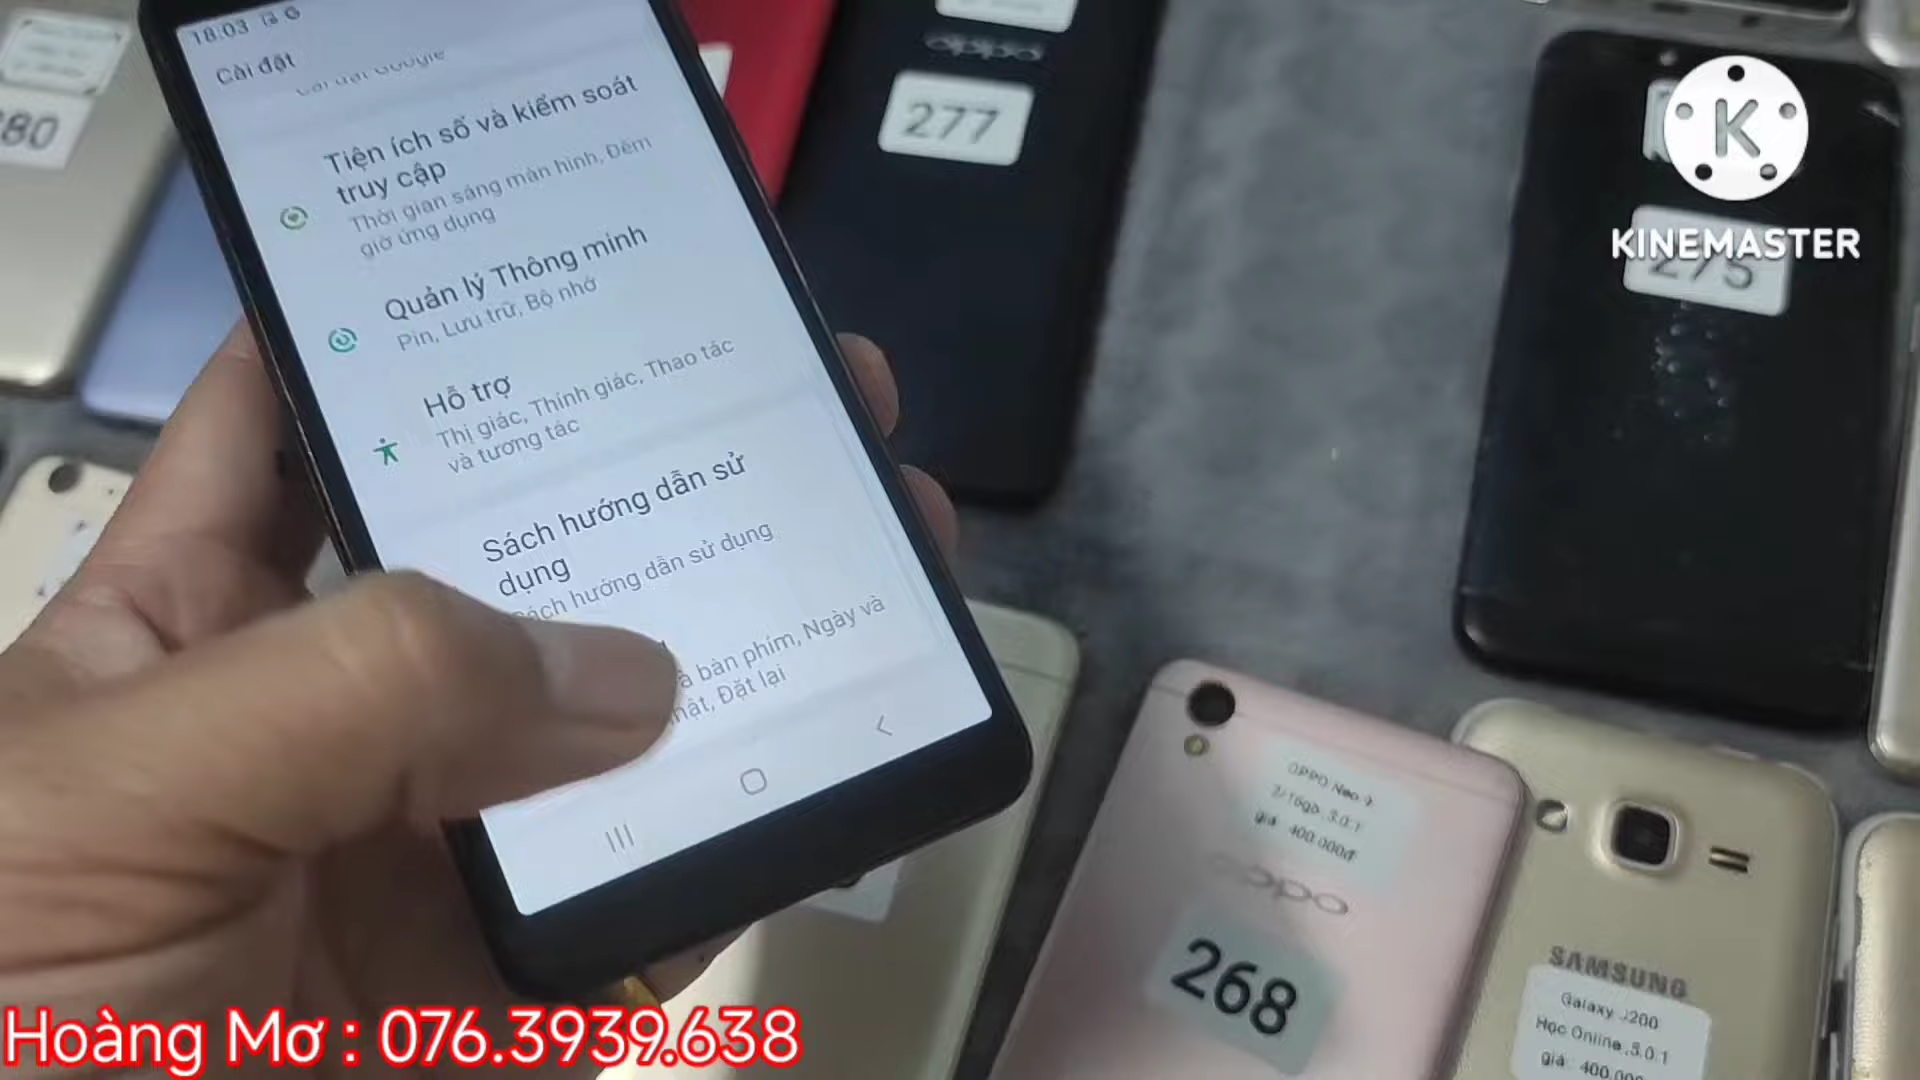 18:03
Cài đặt
Tiện ích số và kiểm soát
truy cập
Thời gian sáng màn hình, Đếm
giờ ứng dụng
Quản lý Thông minh
Pin, Lưu trữ, Bộ nhớ
Hỗ trợ
Thị giác, Thính giác, Thao tác
và tương tác
Sách hướng dẫn sử
dụng
Sách hướng dẫn sử dụng
bàn phím, Ngày và
Đặt lại
oppo
277
KINEMASTER
275
80
OPPO Neo 9
2/16gb ,5.0.1
giá : 400.000đ
oppo
268
SAMSUNG
Galaxy J200
Học Online ,5.0.1
giá : 400.000
Hoàng Mơ : 076.3939.638